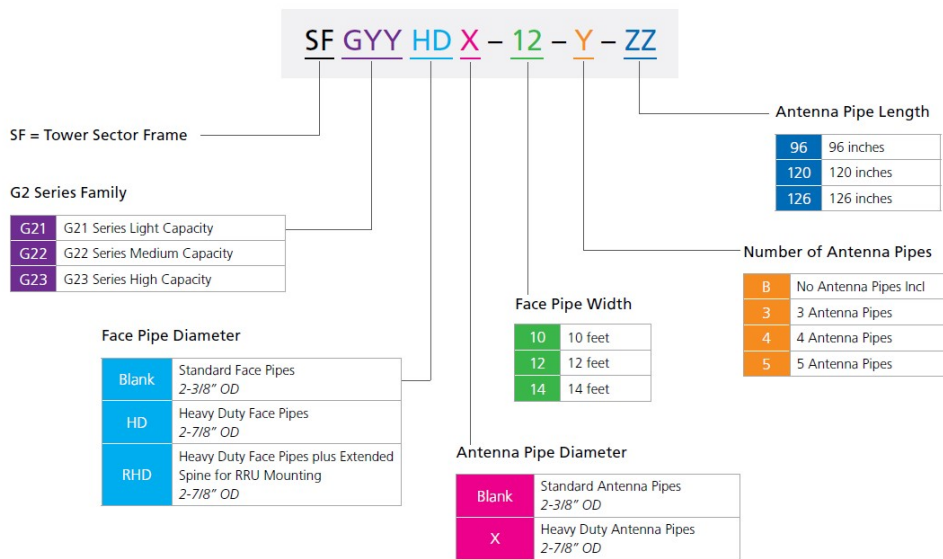 SF GYY HD X – 12 – Y – ZZ
SF = Tower Sector Frame
Antenna Pipe Length
96 96 inches
120 120 inches
126 126 inches
G2 Series Family
G21 G21 Series Light Capacity
G22 G22 Series Medium Capacity
G23 G23 Series High Capacity
Number of Antenna Pipes
B No Antenna Pipes Incl
3 3 Antenna Pipes
4 4 Antenna Pipes
5 5 Antenna Pipes
Face Pipe Width
10 10 feet
12 12 feet
14 14 feet
Face Pipe Diameter
Blank Standard Face Pipes
2-3/8” OD
HD Heavy Duty Face Pipes
2-7/8” OD
RHD Heavy Duty Face Pipes plus Extended
Spine for RRU Mounting
2-7/8” OD
Antenna Pipe Diameter
Blank Standard Antenna Pipes
2-3/8” OD
X Heavy Duty Antenna Pipes
2-7/8” OD